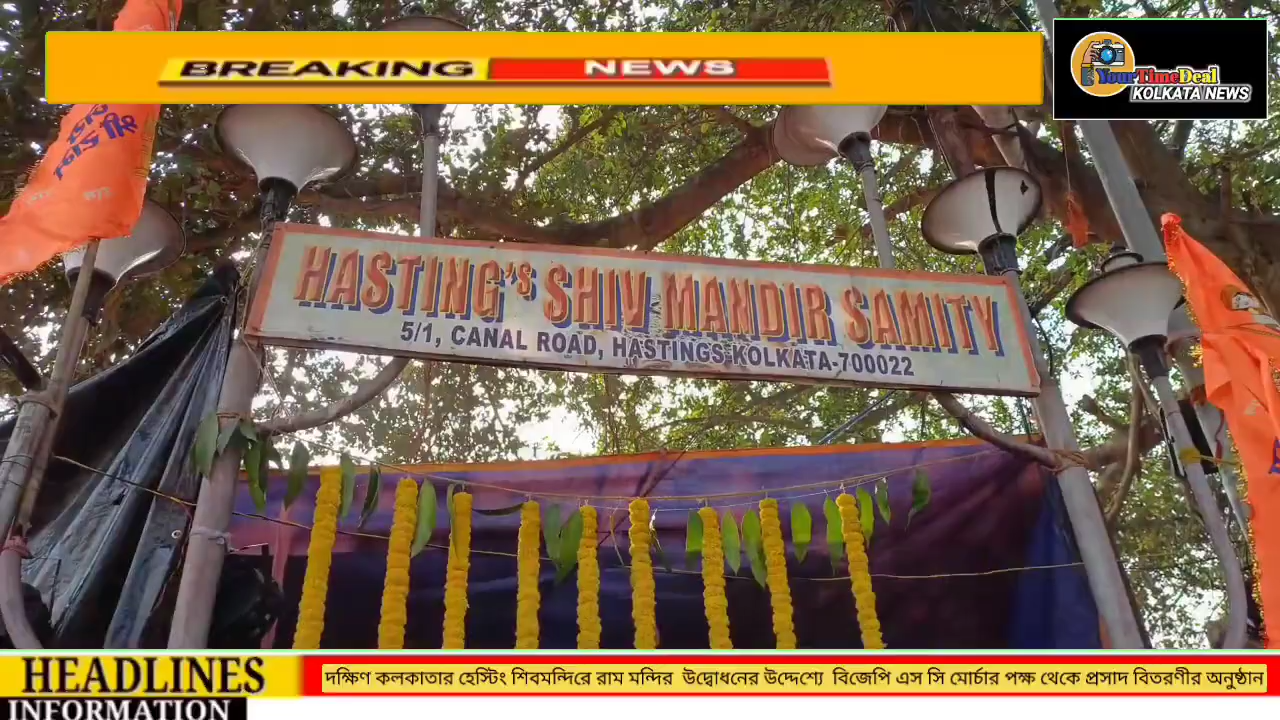 BREAKING NEWS
YourTimeDeal
KOLKATA NEWS
HASTING'S SHIV MANDIR SAMITY
5/1, CANAL ROAD, HASTINGS KOLKATA-700022
HEADLINES
দক্ষিণ কলকাতার হেস্টিং শিবমন্দিরে রাম মন্দির উদ্বোধনের উদ্দেশ্যে বিজেপি এস সি মোর্চার পক্ষ থেকে প্রসাদ বিতরণীর অনুষ্ঠান
INFORMATION